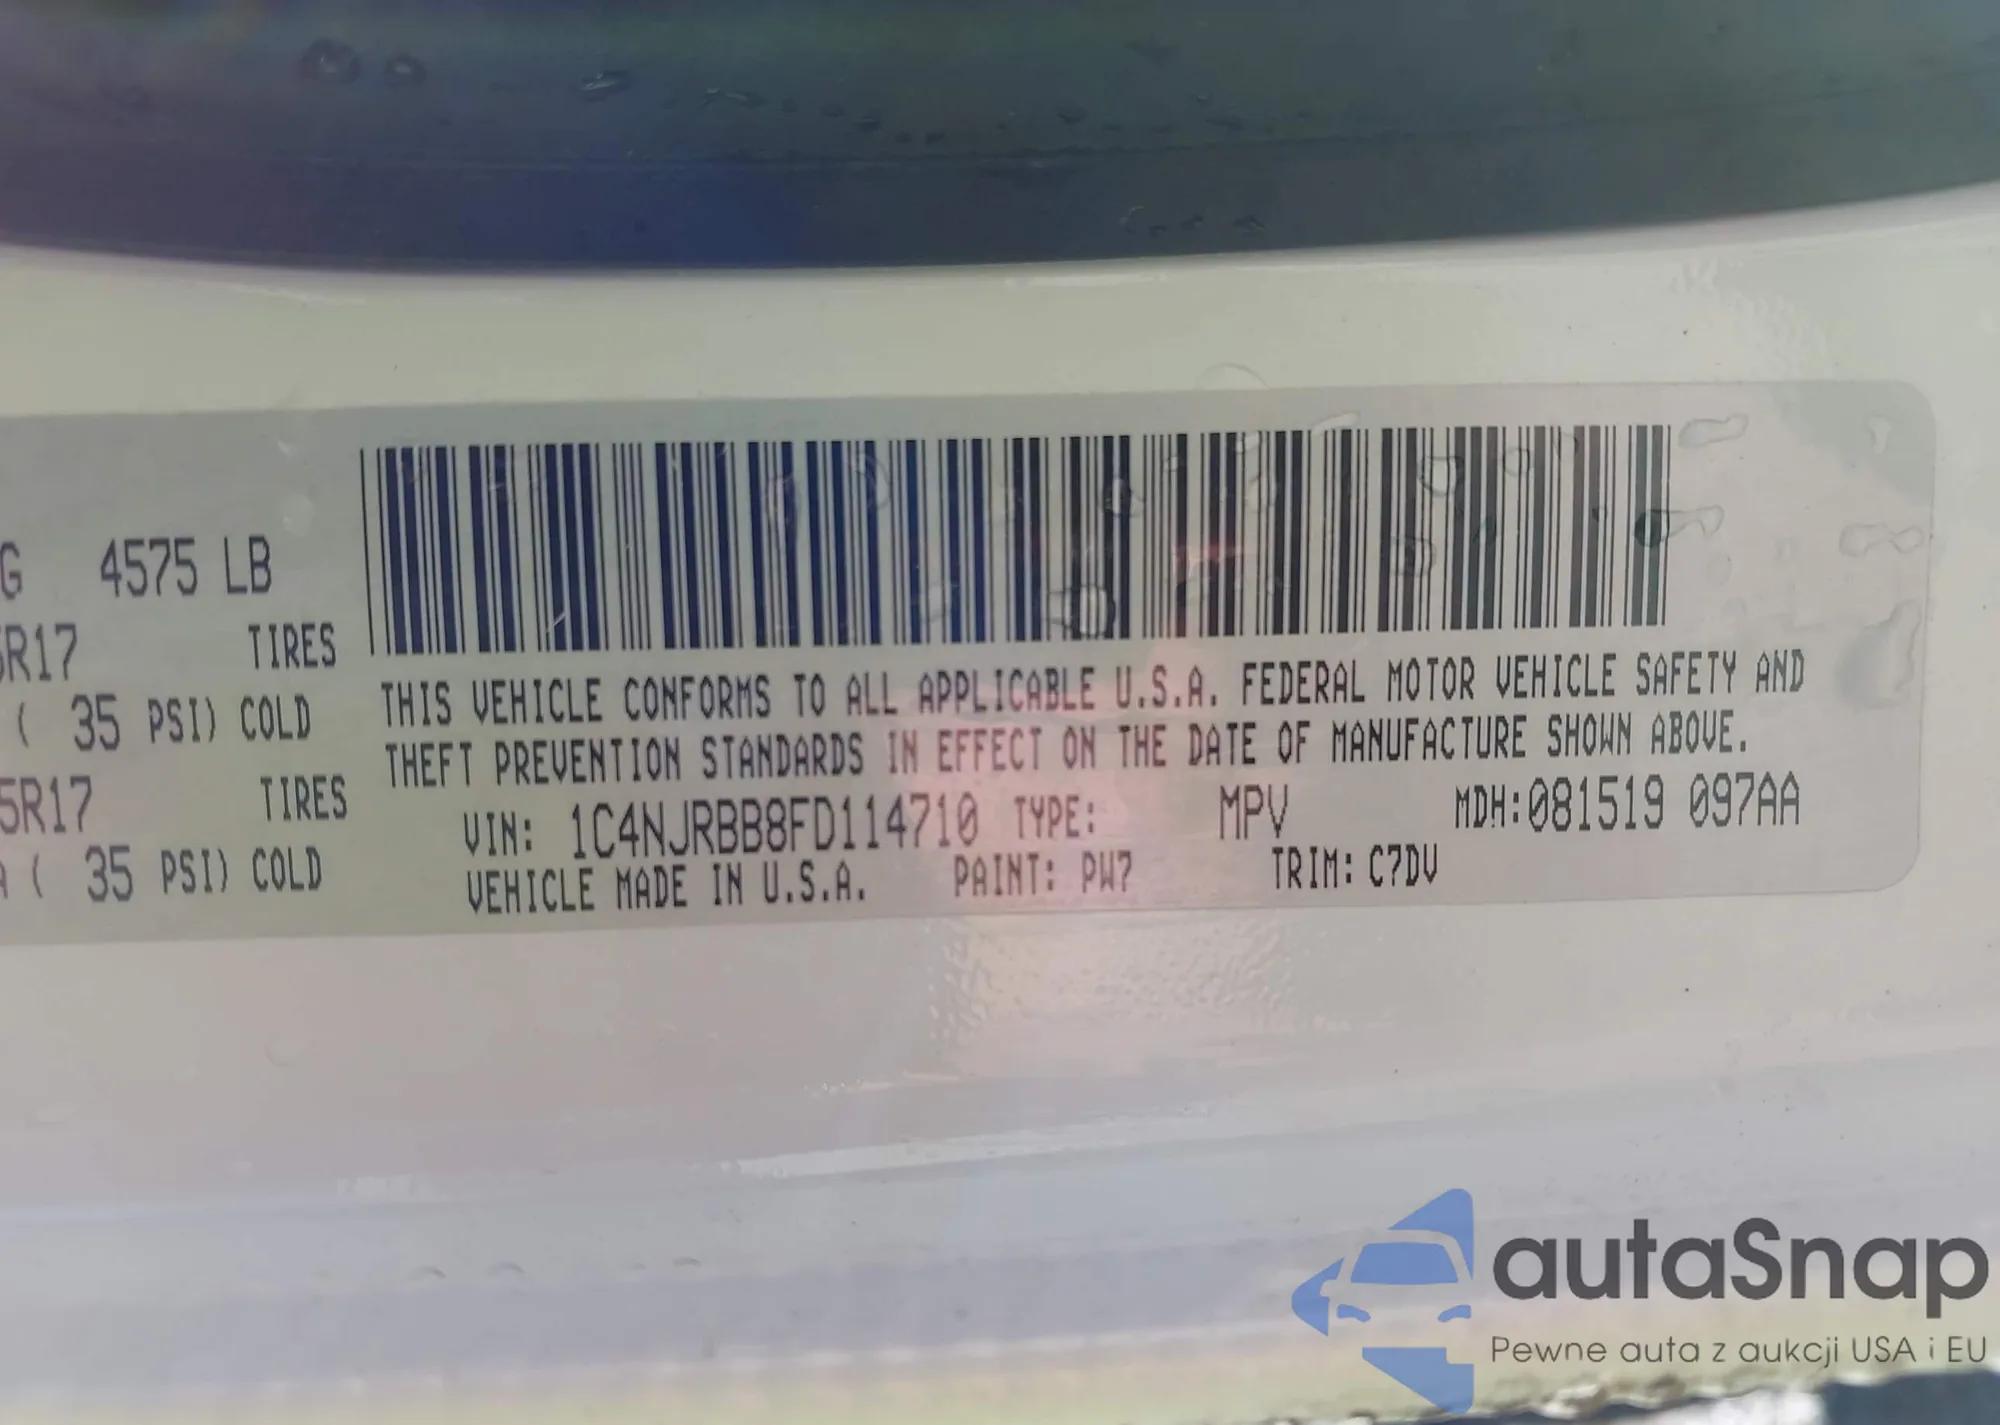 G 4575 LB
5R17 TIRES
( 35 PSI) COLD
5R17 TIRES
A ( 35 PSI) COLD
THIS VEHICLE CONFORMS TO ALL APPLICABLE U.S.A. FEDERAL MOTOR VEHICLE SAFETY AND
THEFT PREVENTION STANDARDS IN EFFECT ON THE DATE OF MANUFACTURE SHOWN ABOVE.
VIN: 1C4NJRBB8FD114710 TYPE: MPV MDH:081519 097AA
VEHICLE MADE IN U.S.A. PAINT: PW7 TRIM: C7DV
autaSnap
Pewne auta z aukcji USA i EU